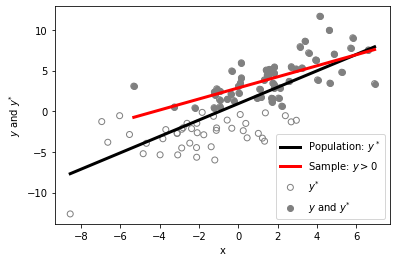 10
5
0
−5
−10
y and y*
−8 −6 −4 −2 0 2 4 6
x
Population: y*
Sample: y > 0
y*
y and y*